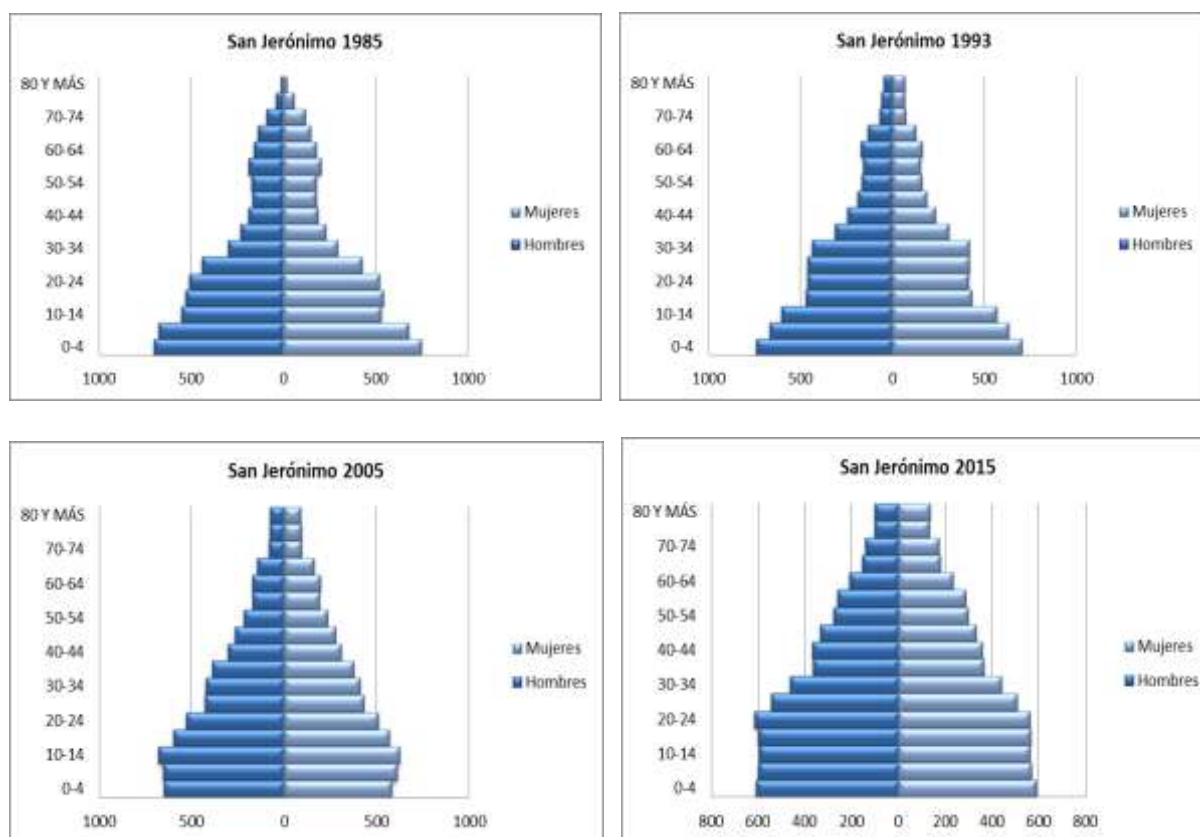 San Jerónimo 1985
80 Y MÁS
70-74
60-64
50-54
40-44
30-34
20-24
10-14
0-4
1000 500 0 500 1000
Mujeres
Hombres
San Jerónimo 1993
80 Y MÁS
70-74
60-64
50-54
40-44
30-34
20-24
10-14
0-4
1000 500 0 500 1000
Mujeres
Hombres
San Jerónimo 2005
80 Y MÁS
70-74
60-64
50-54
40-44
30-34
20-24
10-14
0-4
1000 500 0 500 1000
Mujeres
Hombres
San Jerónimo 2015
80 Y MÁS
70-74
60-64
50-54
40-44
30-34
20-24
10-14
0-4
800 600 400 200 0 200 400 600 800
Mujeres
Hombres